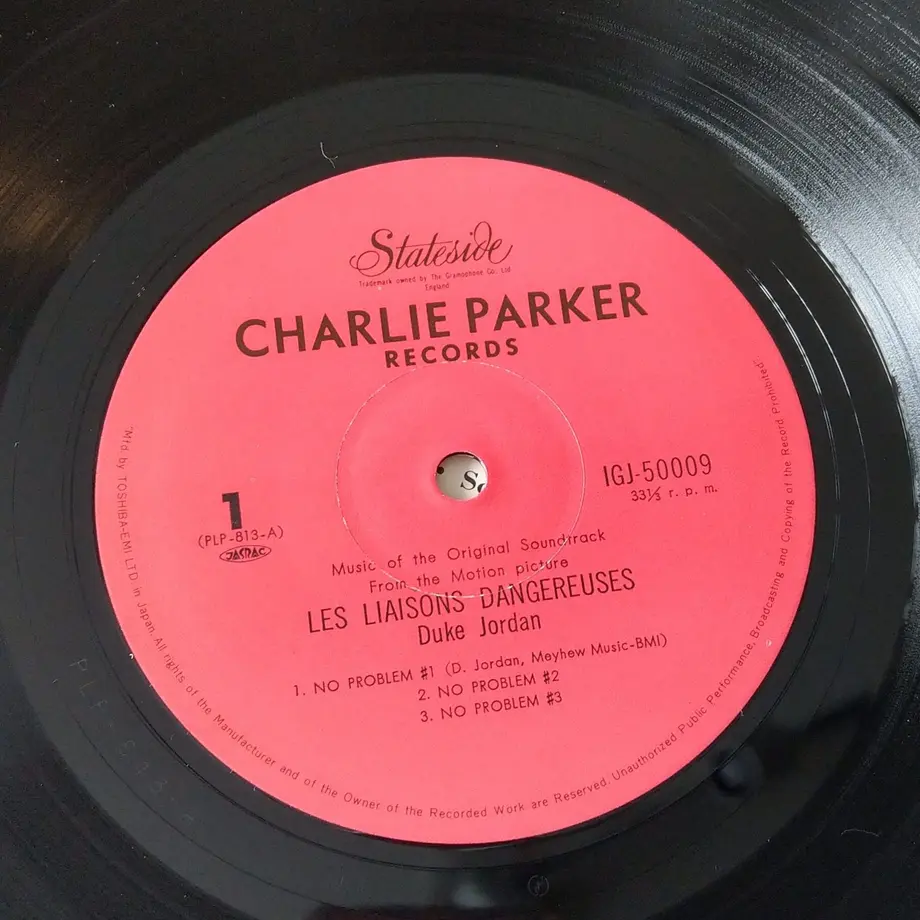 Stateside
Trademark owned by The Gramophone Co. Ltd
England
CHARLIE PARKER
RECORDS
IGJ-50009
33⅓ r. p. m.
1
(PLP-813-A)
JASRAC
Music of the Original Soundtrack
From the Motion picture
LES LIAISONS DANGEREUSES
Duke Jordan
1. NO PROBLEM #1 (D. Jordan, Meyhew Music-BMI)
2. NO PROBLEM #2
3. NO PROBLEM #3
"Mfd by TOSHIBA-EMI LTD. in Japan. All rights of the Manufacturer and of the Owner of the Recorded Work are Reserved. Unauthorized Public Performance, Broadcasting and Copying of the Record Prohibited"